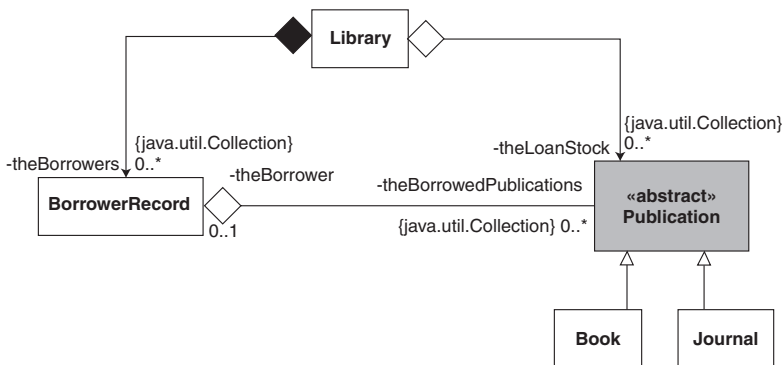 Library
{java.util.Collection}
0..*
-theBorrowers
{java.util.Collection}
0..*
-theLoanStock
-theBorrower
-theBorrowedPublications
BorrowerRecord
0..1
{java.util.Collection} 0..*
«abstract»
Publication
Book
Journal